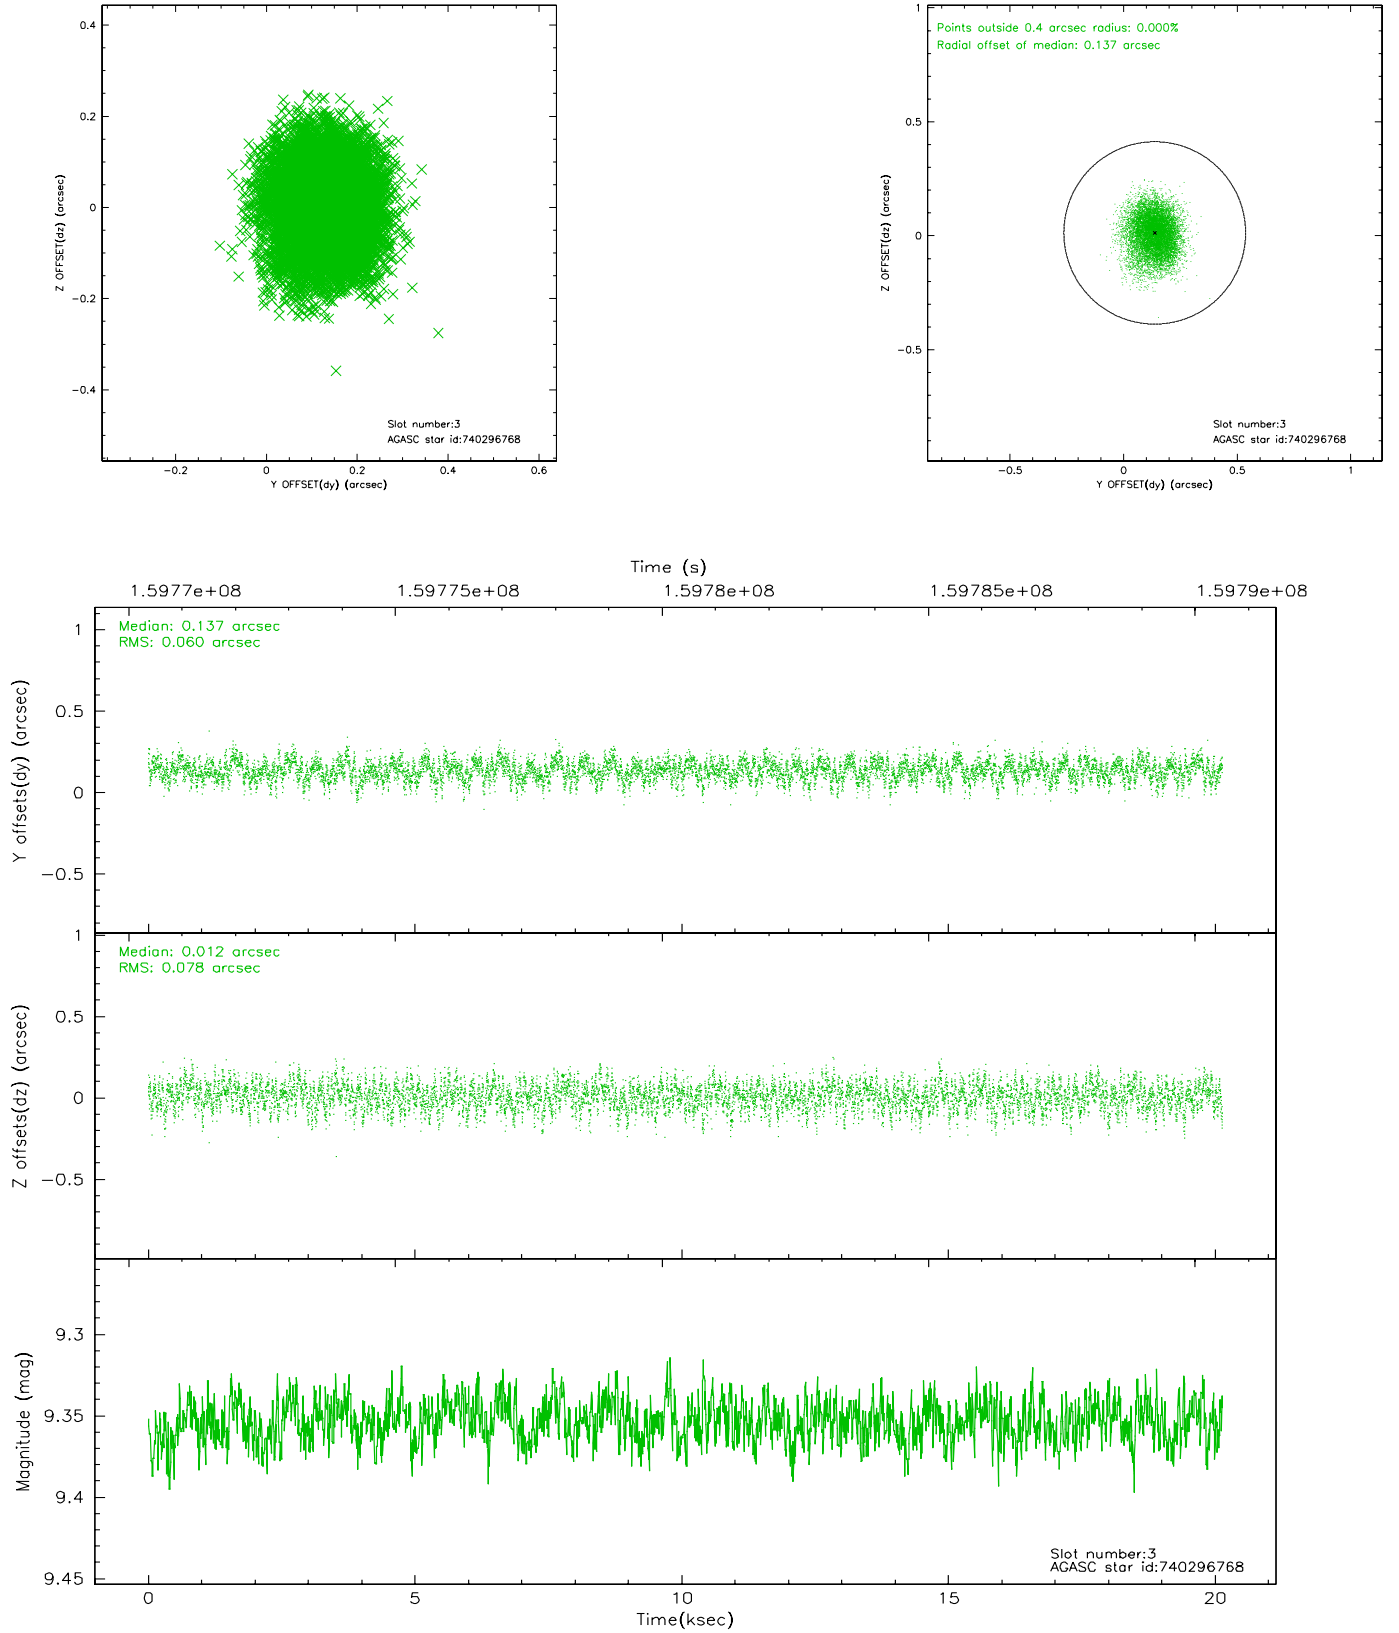 0.4
0.2
0
−0.2
−0.4
Z OFFSET(dz) (arcsec)
Slot number:3
AGASC star id:740296768
−0.2 0 0.2 0.4 0.6
Y OFFSET(dy) (arcsec)
Points outside 0.4 arcsec radius: 0.000%
Radial offset of median: 0.137 arcsec
1
0.5
0
−0.5
Z OFFSET(dz) (arcsec)
Slot number:3
AGASC star id:740296768
−0.5 0 0.5 1
Y OFFSET(dy) (arcsec)
Time (s)
1.5977e+08 1.59775e+08 1.5978e+08 1.59785e+08 1.5979e+08
Median: 0.137 arcsec
RMS: 0.060 arcsec
1
0.5
0
−0.5
Y offsets(dy) (arcsec)
Median: 0.012 arcsec
RMS: 0.078 arcsec
1
0.5
0
−0.5
Z offsets(dz) (arcsec)
9.3
9.35
9.4
9.45
Magnitude (mag)
Slot number:3
AGASC star id:740296768
0 5 10 15 20
Time(ksec)